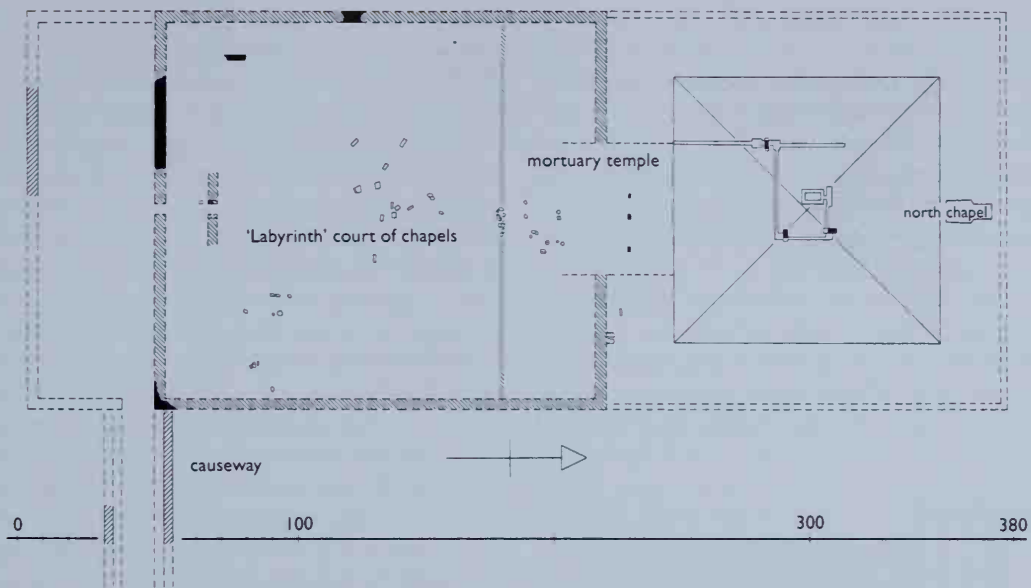 mortuary temple
north chapel
'Labyrinth' court of chapels
causeway
0 100 300 380